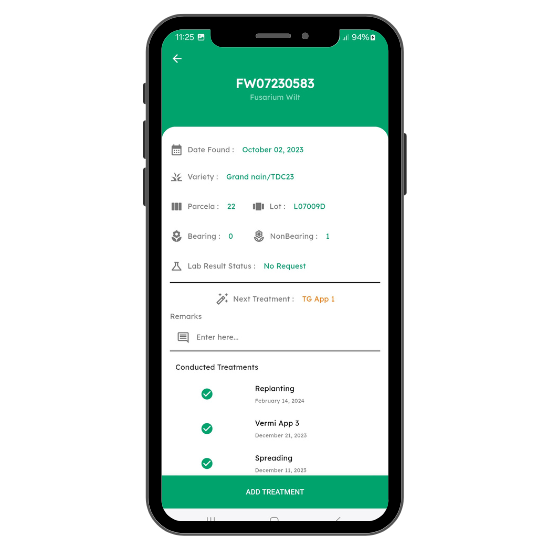 11:25 94%
FW07230583
Fusarium Wilt
Date Found : October 02, 2023
Variety : Grand nain/TDC23
Parcela : 22 Lot : L07009D
Bearing : 0 NonBearing : 1
Lab Result Status : No Request
Next Treatment : TG App 1
Remarks
Enter here...
Conducted Treatments
Replanting
February 14, 2024
Vermi App 3
December 21, 2023
Spreading
December 11, 2023
ADD TREATMENT